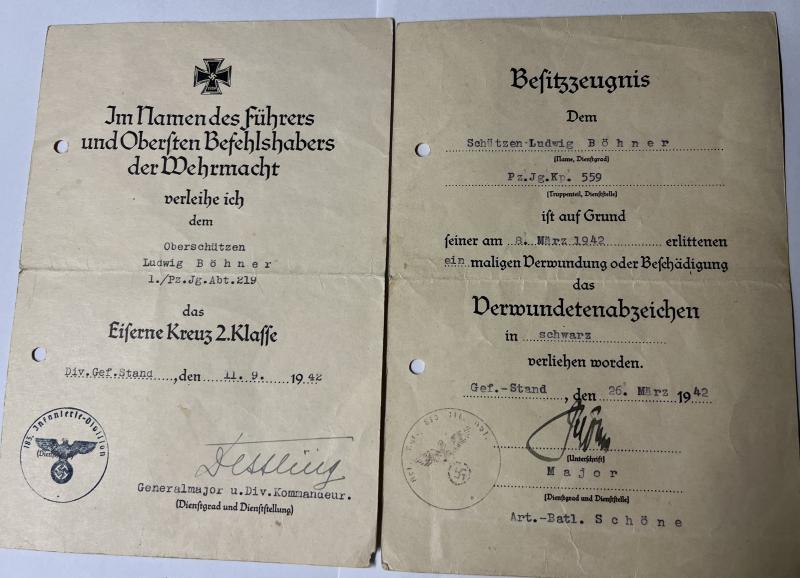 Im Namen des Führers
und Obersten Befehlshabers
der Wehrmacht
verleihe ich
dem
Oberschützen
Ludwig Böhner
1./Pz.Jg.Abt.219
das
Eiserne Kreuz 2.Klasse
Div.Gef.Stand, den 11. 9. 1942
183. Infanterie-Division
Dettling
Generalmajor u.Div.Kommandeur.
(Dienstgrad und Dienststellung)
Besitzzeugnis
Dem
Schützen Ludwig Böhner
(Name, Dienstgrad)
Pz.Jg.Kp. 559
(Truppenteil, Dienststelle)
ist auf Grund
seiner am 8. März 1942 erlittenen
ein maligen Verwundung oder Beschädigung
das
Verwundetenabzeichen
in schwarz
verliehen worden.
Gef.-Stand, den 26. März 1942
(Unterschrift)
Major
(Dienstgrad und Dienststelle)
Art.-Batl. Schöne